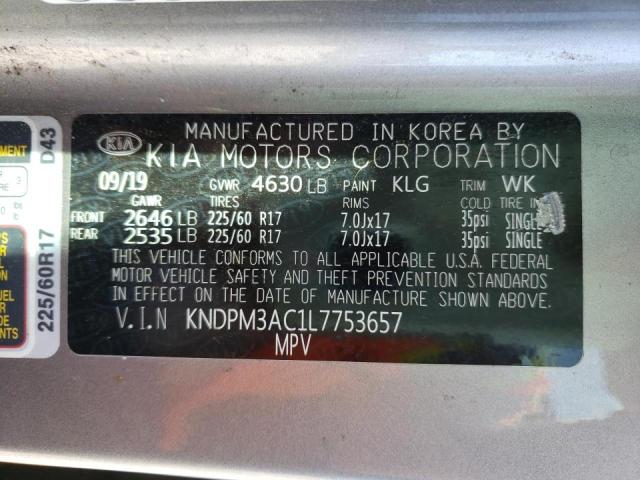 MANUFACTURED IN KOREA BY
KIA KIA MOTORS CORPORATION
09/19 GVWR 4630 LB PAINT KLG TRIM WK
GAWR TIRES RIMS COLD TIRE
FRONT 2646 LB 225/60 R17 7.0Jx17 35psi SINGLE
REAR 2535 LB 225/60 R17 7.0Jx17 35psi SINGLE
THIS VEHICLE CONFORMS TO ALL APPLICABLE U.S.A. FEDERAL
MOTOR VEHICLE SAFETY AND THEFT PREVENTION STANDARDS
IN EFFECT ON THE DATE OF MANUFACTURE SHOWN ABOVE.
V.I.N KNDPM3AC1L7753657
MPV
225/60R17 D43